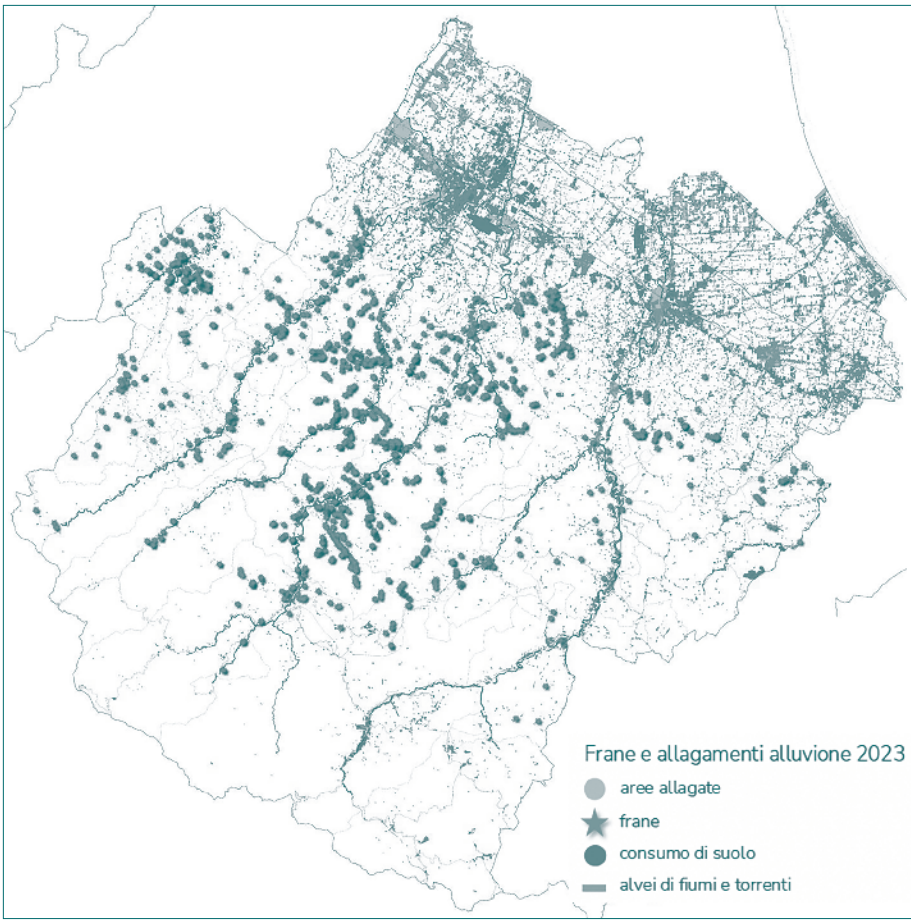 Frane e allagamenti alluvione 2023
aree allagate
frane
consumo di suolo
alvei di fiumi e torrenti